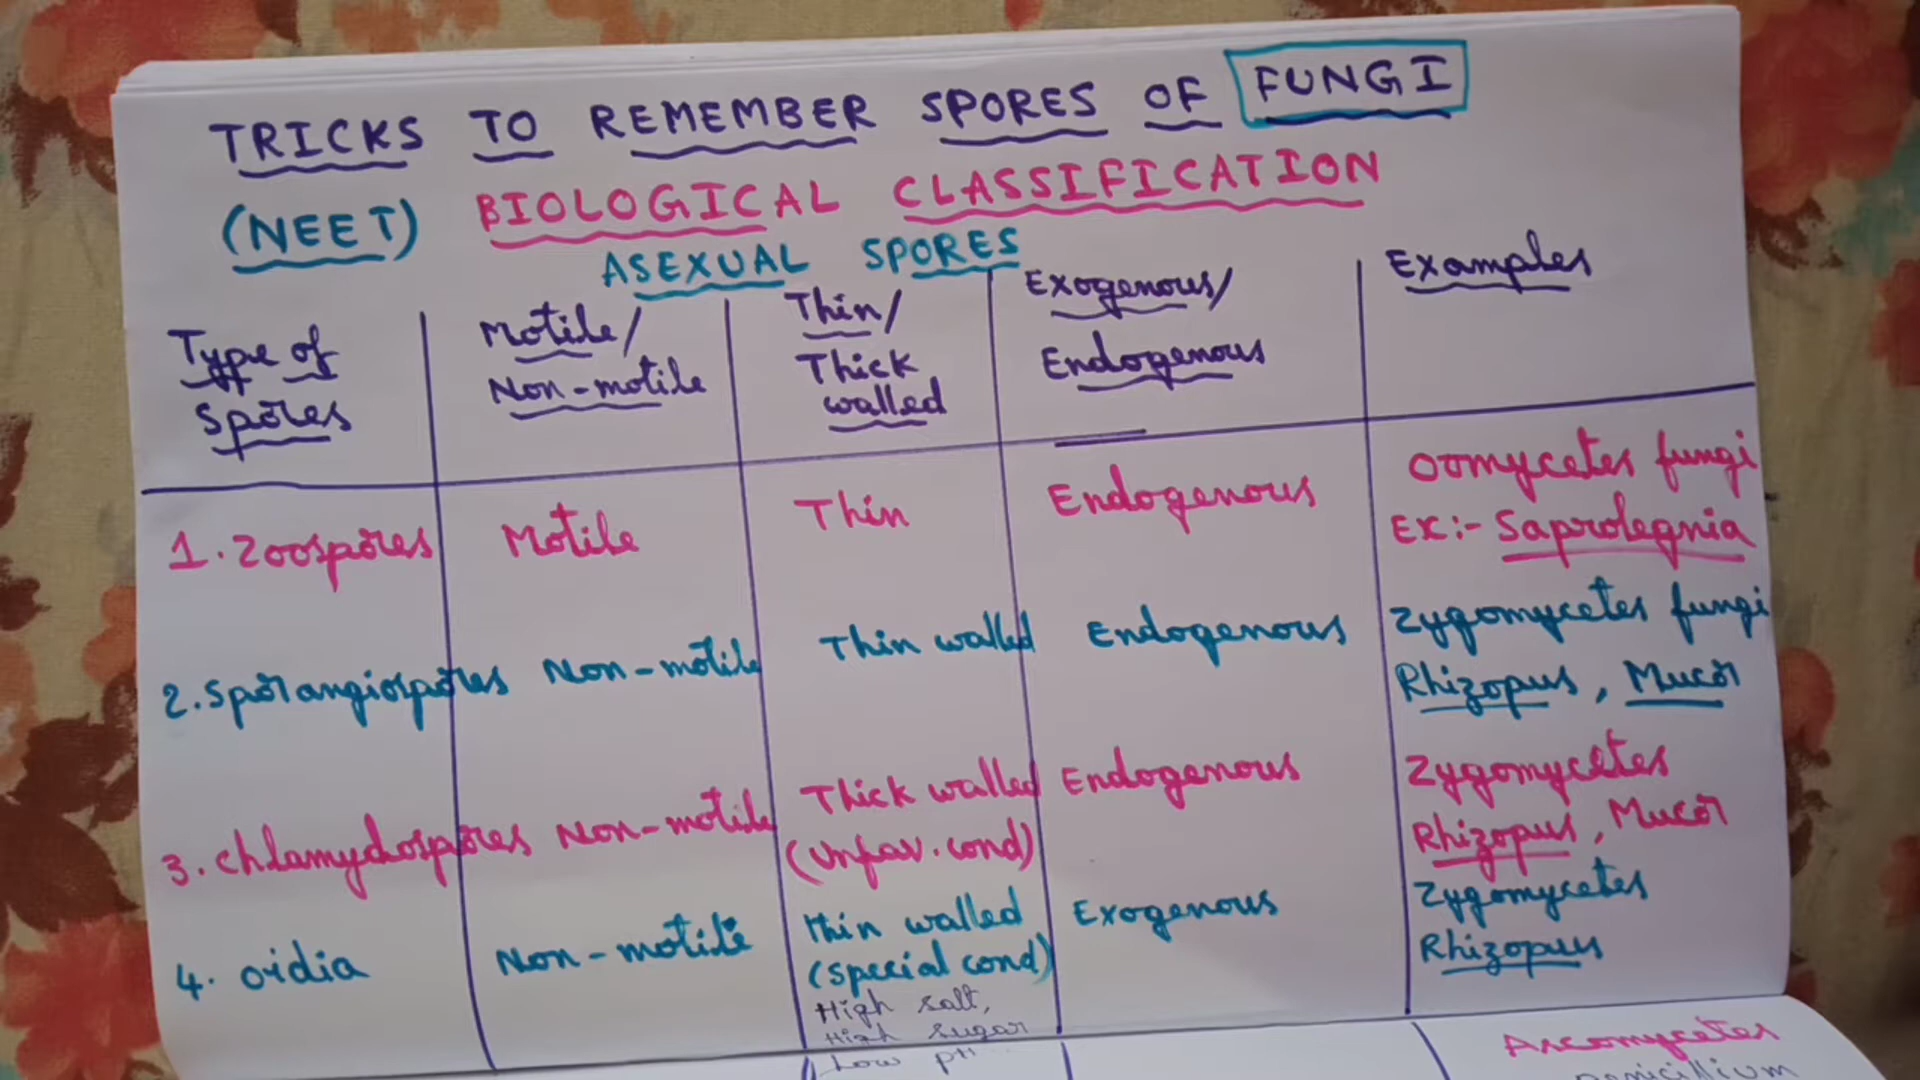 TRICKS TO REMEMBER SPORES OF FUNGI
(NEET) BIOLOGICAL CLASSIFICATION
ASEXUAL SPORES
Type of Spores
Motile/ Non-motile
Thin/ Thick walled
Exogenous/ Endogenous
Examples
1. Zoospores Motile Thin Endogenous Oomycetes fungi
Ex:- Saprolegnia
2. Sporangiospores Non-motile Thin walled Endogenous Zygomycetes fungi
Rhizopus, Mucor
3. Chlamydospores Non-motile Thick walled Endogenous Zygomycetes
(Unfav. cond) Rhizopus, Mucor
4. Oidia Non-motile Thin walled Exogenous Zygomycetes
(Special cond) Rhizopus
High salt,
High sugar
Low pH
Ascomycetes
penicillium